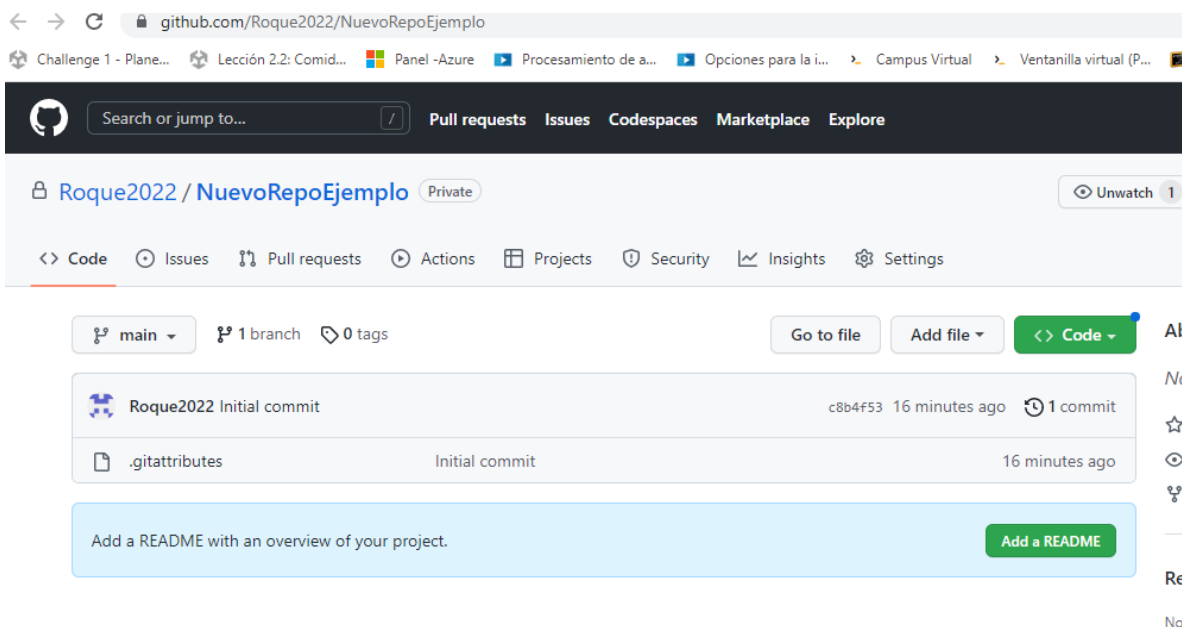 github.com/Roque2022/NuevoRepoEjemplo
Challenge 1 - Plane... Lección 2.2: Comid... Panel -Azure Procesamiento de a... Opciones para la i... Campus Virtual Ventanilla virtual (P...
Search or jump to... / Pull requests Issues Codespaces Marketplace Explore
Roque2022 / NuevoRepoEjemplo Private Unwatch 1
<> Code Issues Pull requests Actions Projects Security Insights Settings
main 1 branch 0 tags Go to file Add file <> Code
Roque2022 Initial commit c8b4f53 16 minutes ago 1 commit
.gitattributes Initial commit 16 minutes ago
Add a README with an overview of your project. Add a README